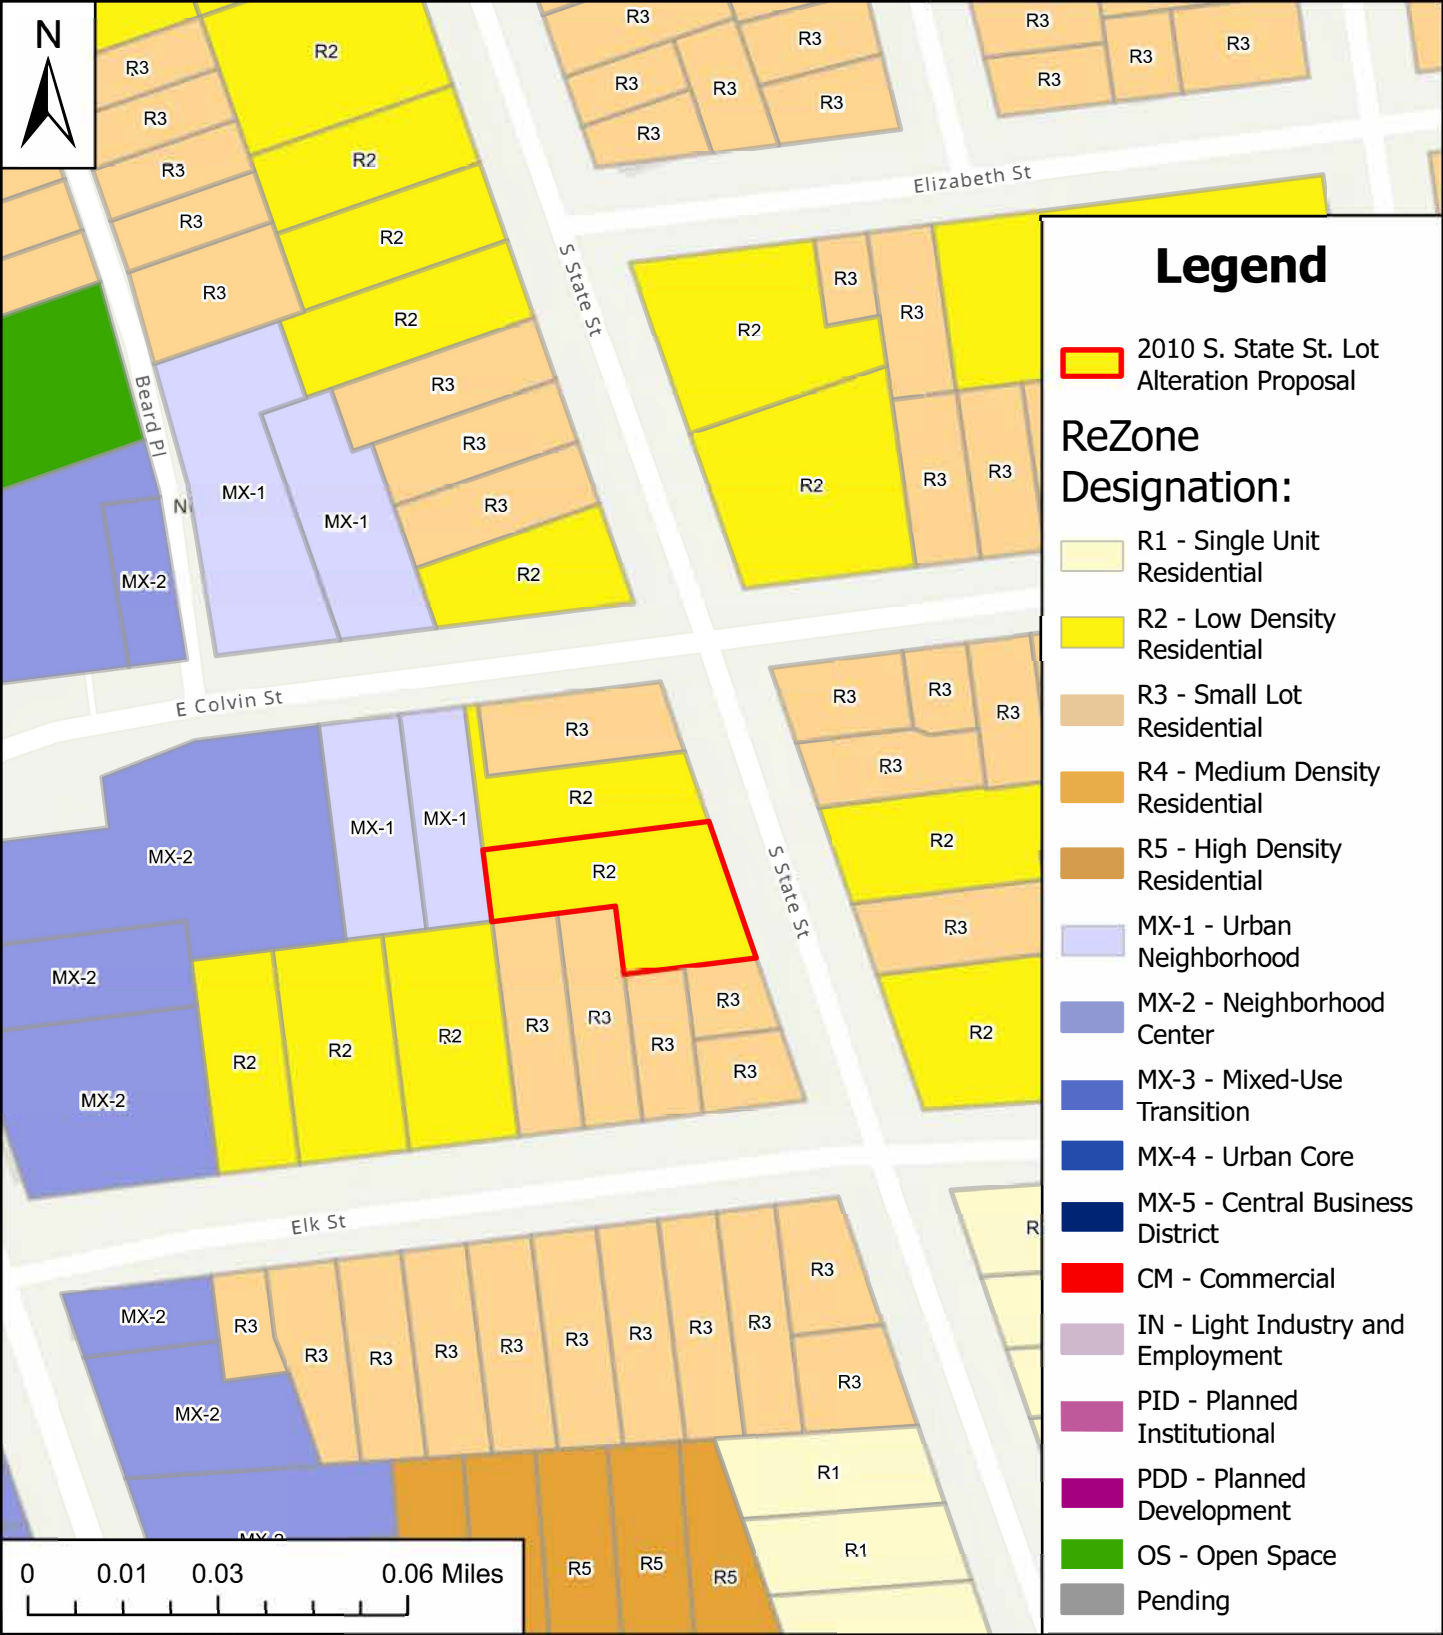 N
R3
R2
R3
R3
R3
R3
R3
R3
R3
R3
R3
R3
R3
R2
R3
R3
R3
R3
R3
R2
R2
R3
R2
Elizabeth St
S State St
R3
R3
R2
R2
R3
R3
R2
Beard Pl
R3
R3
R3
R2
MX-1
MX-1
MX-2
E Colvin St
R3
R2
MX-1
MX-1
MX-2
R2
S State St
R3
R3
R3
R3
R2
R3
R2
MX-2
MX-2
R2
R2
R2
R3
R3
R3
R3
R3
Elk St
MX-2
R3
R3
R3
R3
R3
R3
R3
R3
R3
R3
R3
MX-2
R1
R1
R5
R5
R5
0 0.01 0.03 0.06 Miles
Legend
2010 S. State St. Lot
Alteration Proposal
ReZone
Designation:
R1 - Single Unit
Residential
R2 - Low Density
Residential
R3 - Small Lot
Residential
R4 - Medium Density
Residential
R5 - High Density
Residential
MX-1 - Urban
Neighborhood
MX-2 - Neighborhood
Center
MX-3 - Mixed-Use
Transition
MX-4 - Urban Core
MX-5 - Central Business
District
CM - Commercial
IN - Light Industry and
Employment
PID - Planned
Institutional
PDD - Planned
Development
OS - Open Space
Pending